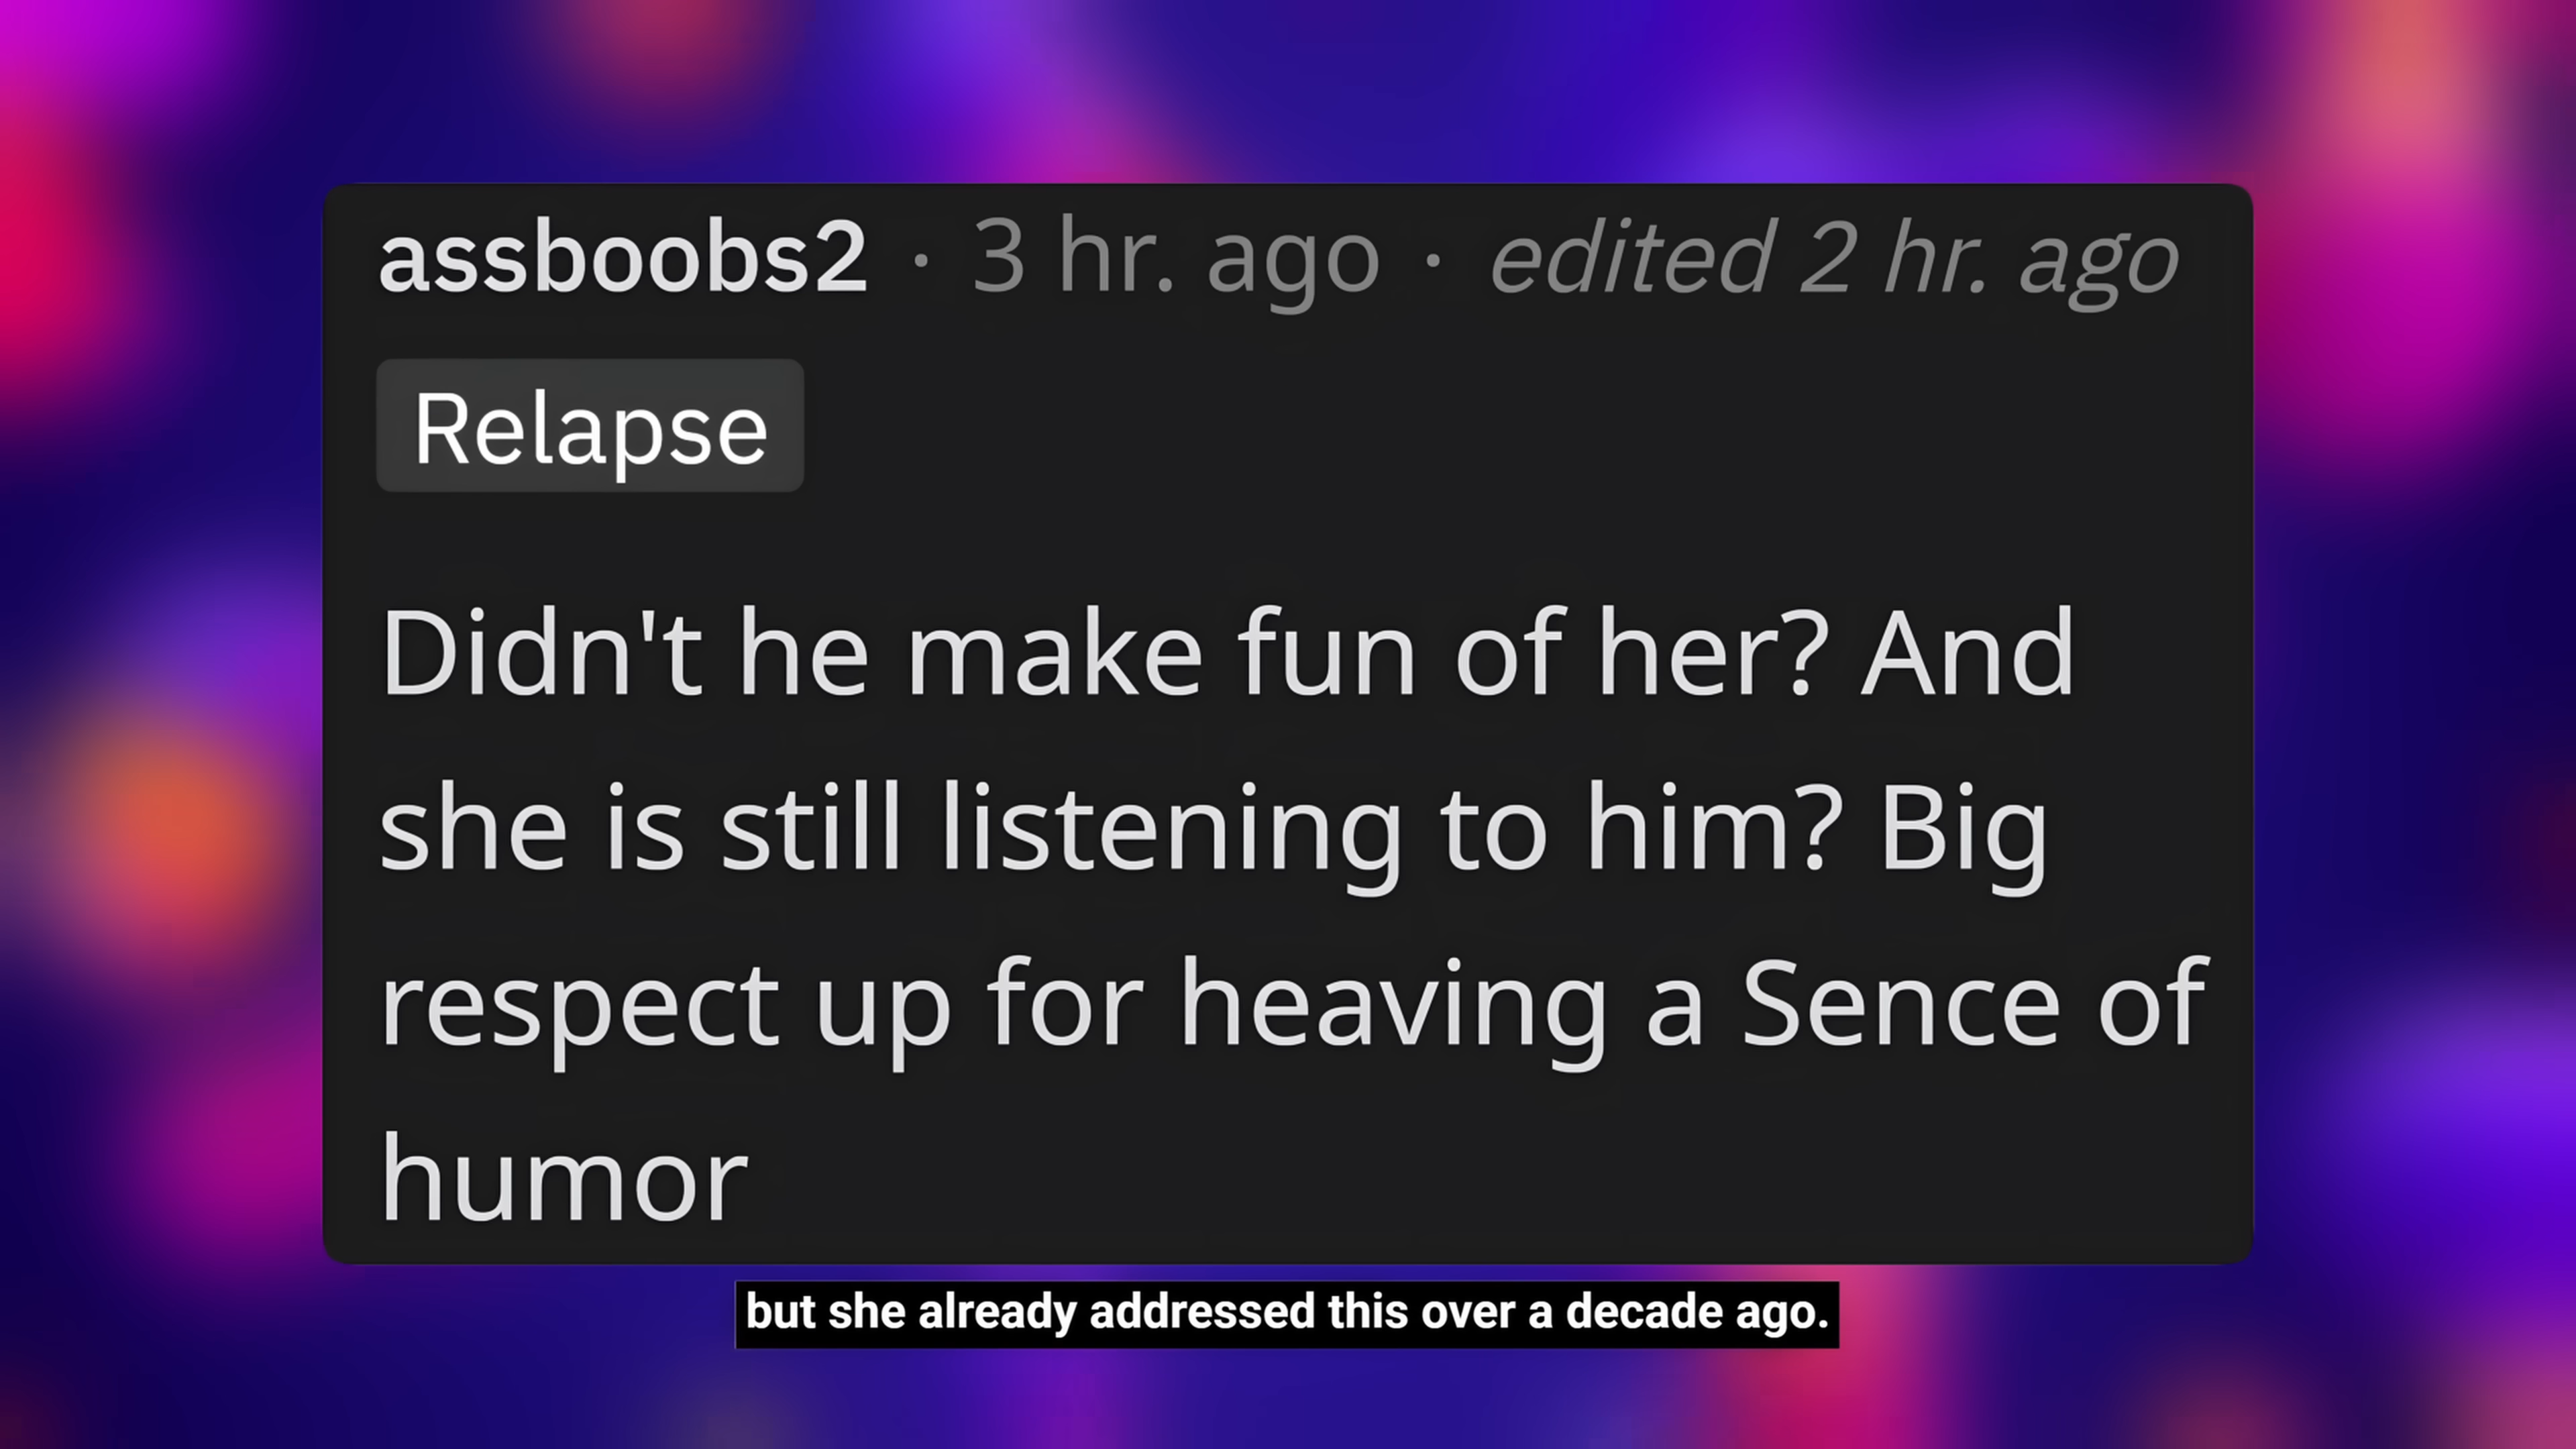 assboobs2 · 3 hr. ago · edited 2 hr. ago
Relapse
Didn't he make fun of her? And
she is still listening to him? Big
respect up for heaving a Sence of
humor
but she already addressed this over a decade ago.